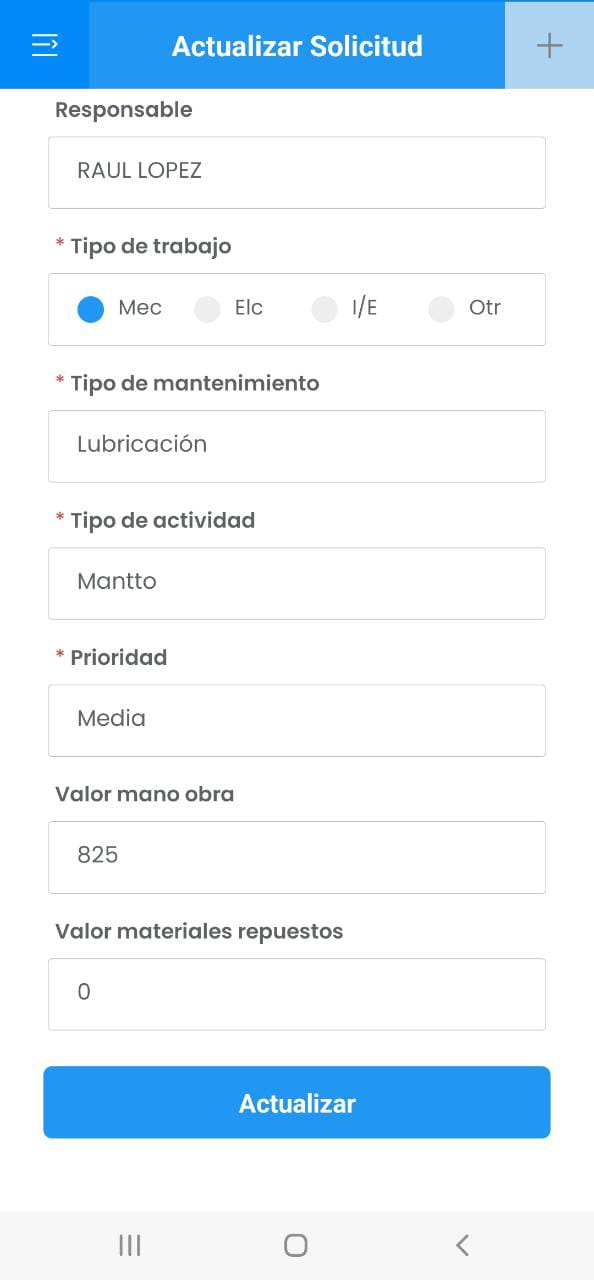 Actualizar Solicitud
Responsable
RAUL LOPEZ
* Tipo de trabajo
Mec Elc I/E Otr
* Tipo de mantenimiento
Lubricación
* Tipo de actividad
Mantto
* Prioridad
Media
Valor mano obra
825
Valor materiales repuestos
0
Actualizar